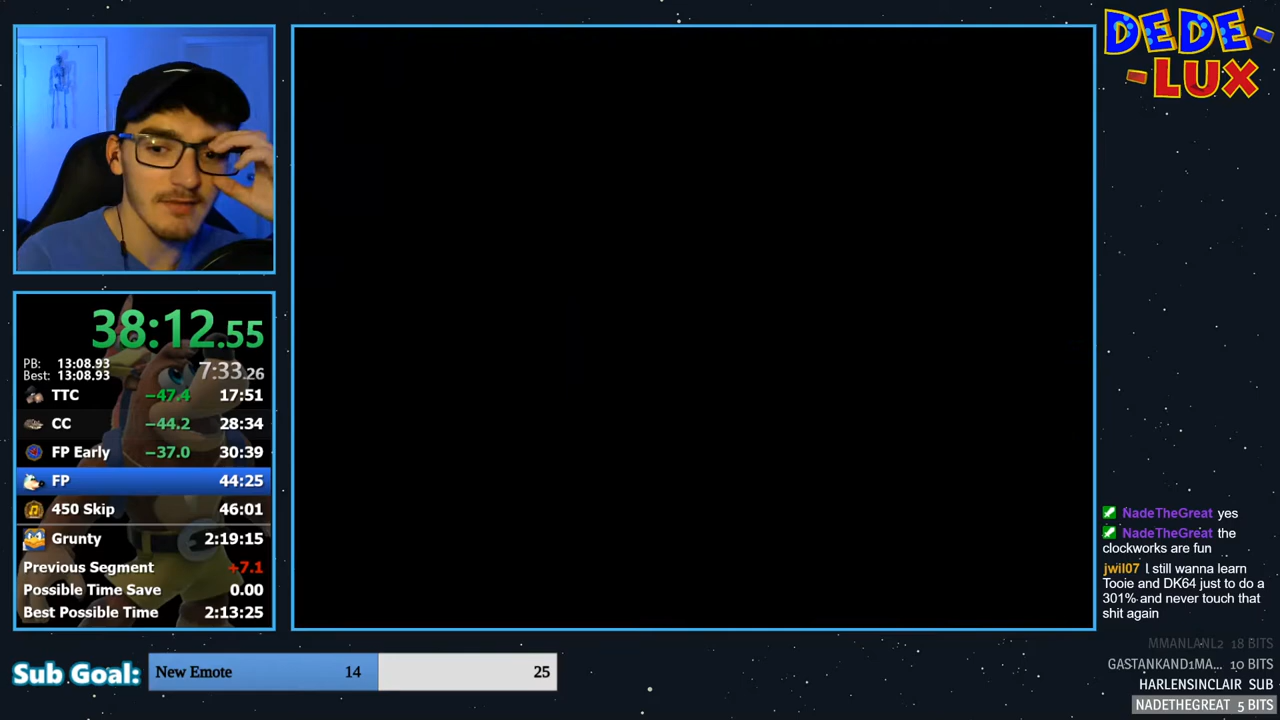 DEDE-
-LUX
38:12.55
PB: 13:08.93
Best: 13:08.93
7:33.26
TTC -47.4 17:51
CC -44.2 28:34
FP Early -37.0 30:39
FP 44:25
450 Skip 46:01
Grunty 2:19:15
Previous Segment +7.1
Possible Time Save 0.00
Best Possible Time 2:13:25
NadeTheGreat yes
NadeTheGreat the
clockworks are fun
jwil07 I still wanna learn
Tooie and DK64 just to do a
301% and never touch that
shit again
MMANLANL2 18 BITS
GASTANKAND1MA... 10 BITS
HARLENSINCLAIR SUB
NADETHEGREAT 5 BITS
Sub Goal: New Emote 14 25